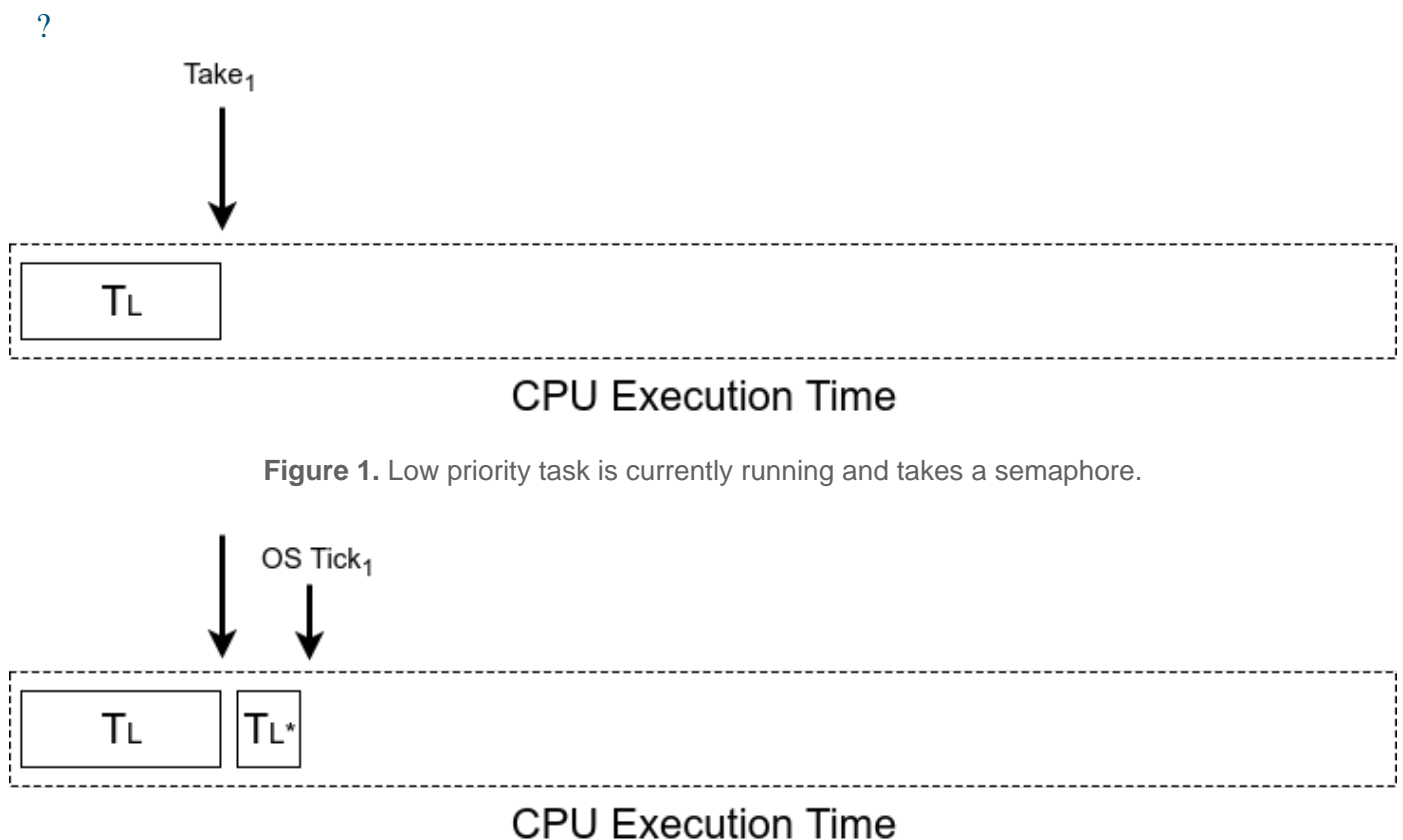 ?
Take₁
TL
CPU Execution Time
Figure 1. Low priority task is currently running and takes a semaphore.
OS Tick₁
TL TL*
CPU Execution Time